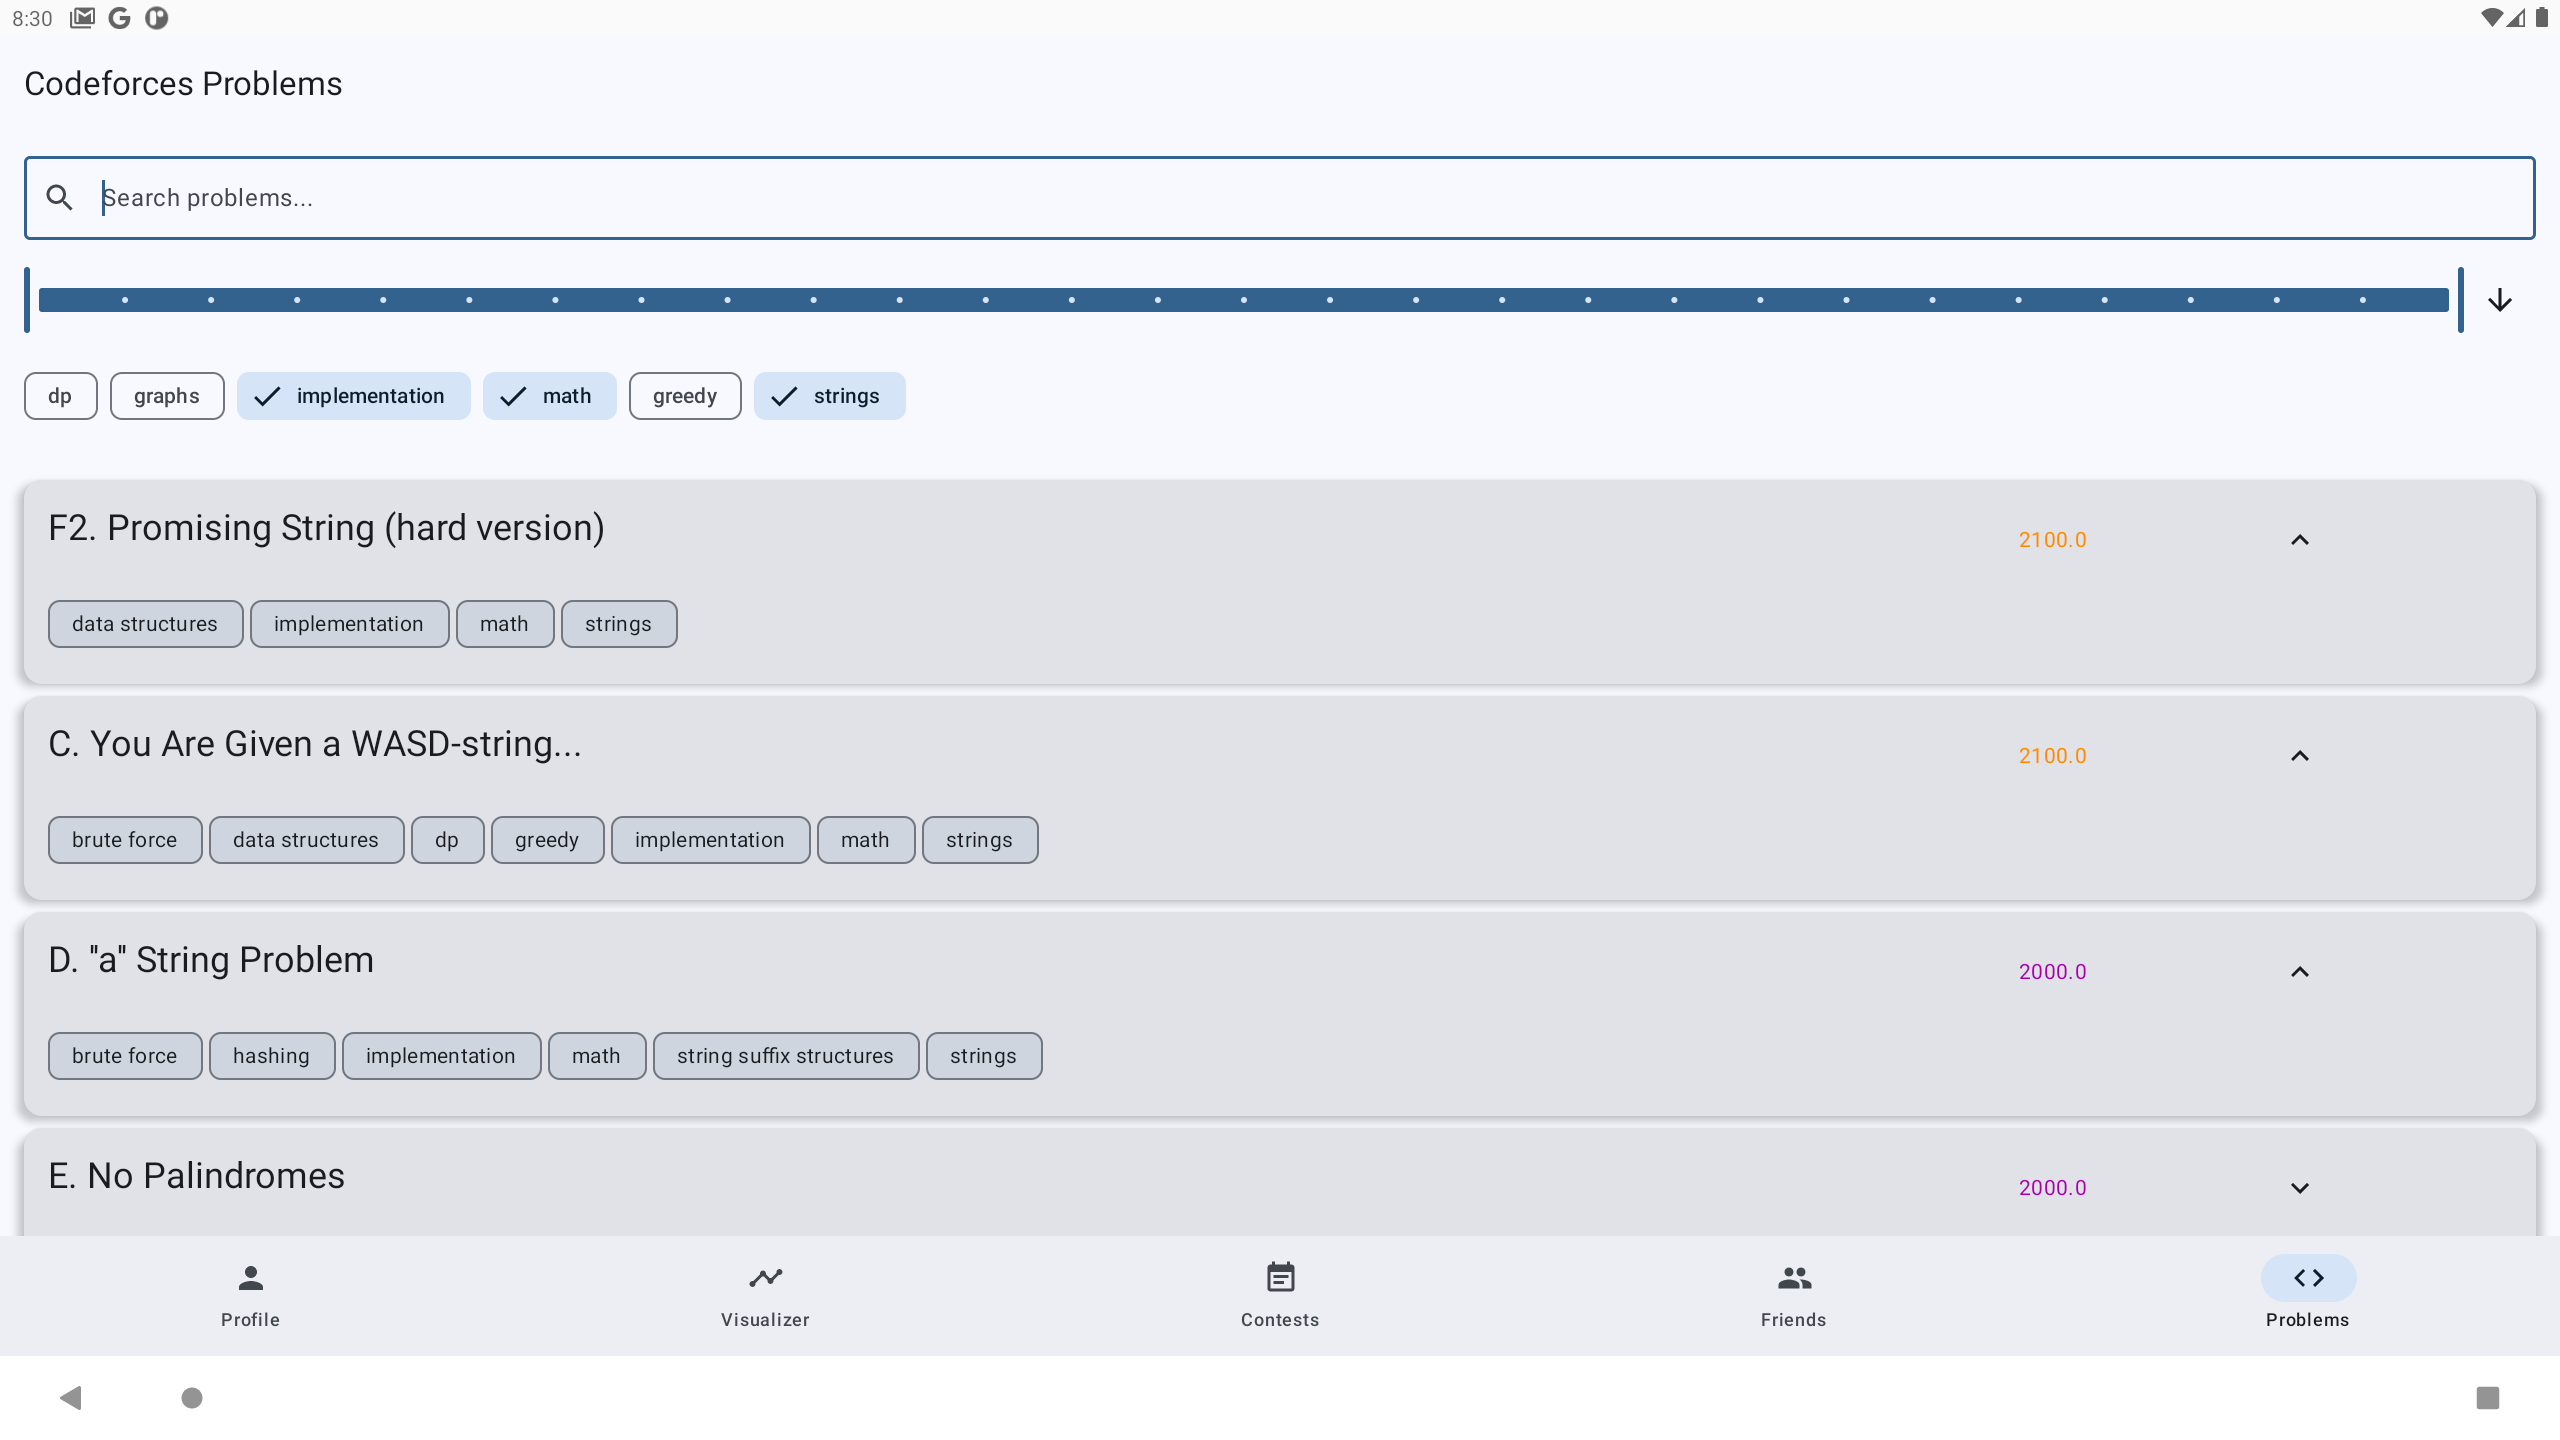 8:30
Codeforces Problems
Search problems...
dp graphs implementation math greedy strings
F2. Promising String (hard version)
2100.0
data structures implementation math strings
C. You Are Given a WASD-string...
2100.0
brute force data structures dp greedy implementation math strings
D. "a" String Problem
2000.0
brute force hashing implementation math string suffix structures strings
E. No Palindromes
2000.0
Profile Visualizer Contests Friends Problems